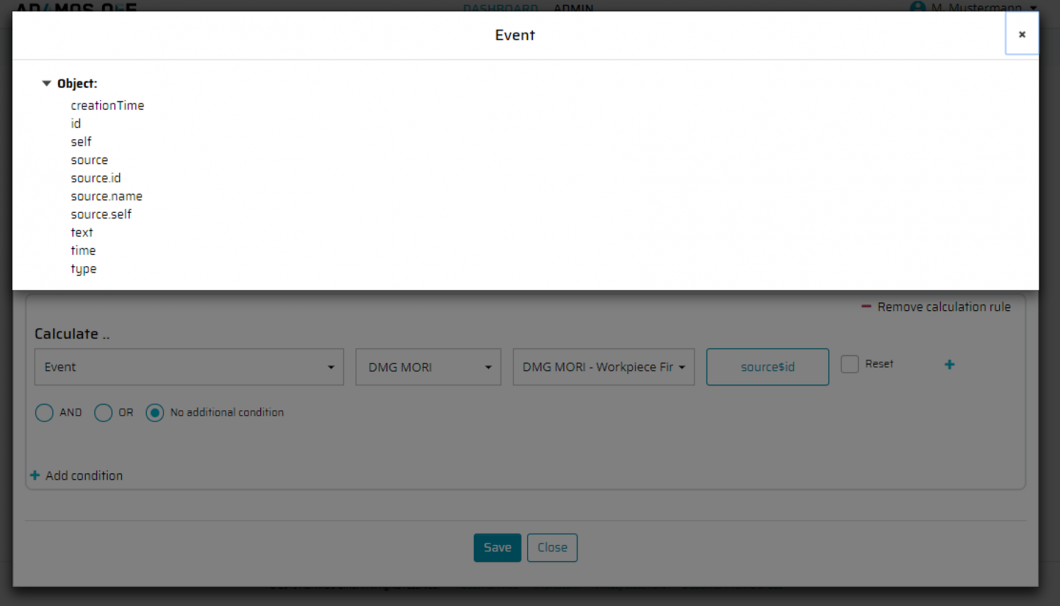 DASHBOARD ADMIN M. Mustermann
Event
×
Object:
creationTime
id
self
source
source.id
source.name
source.self
text
time
type
Remove calculation rule
Calculate ..
Event DMG MORI DMG MORI - Workpiece Fir source$id Reset
AND OR No additional condition
Add condition
Save Close